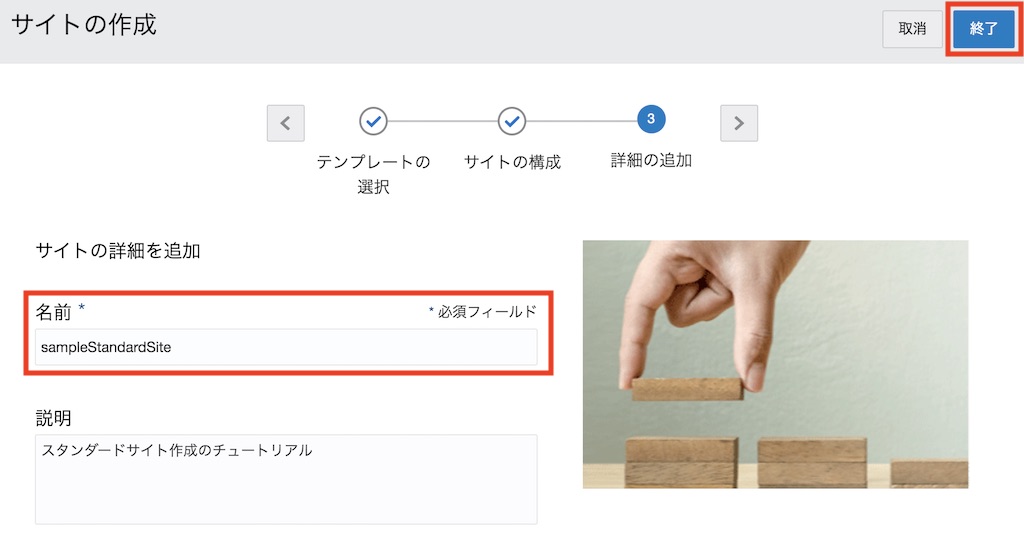 サイトの作成
取消
終了
3
テンプレートの
選択
サイトの構成
詳細の追加
サイトの詳細を追加
名前 *
* 必須フィールド
sampleStandardSite
説明
スタンダードサイト作成のチュートリアル